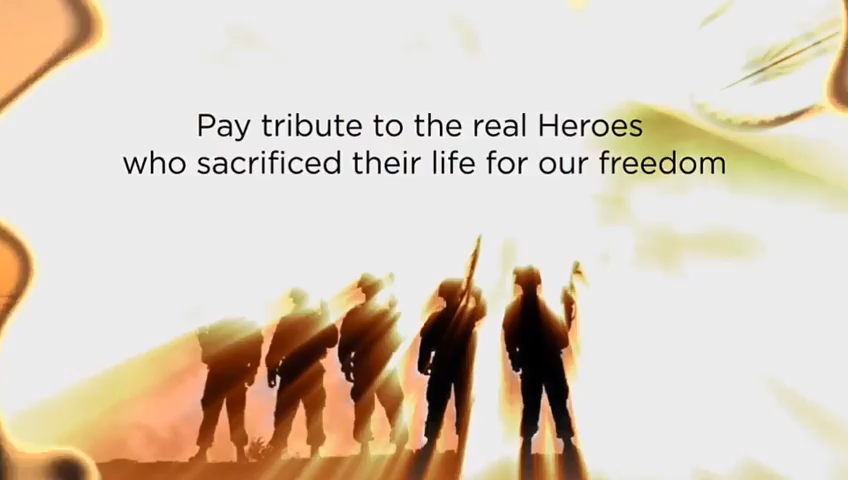 Pay tribute to the real Heroes
who sacrificed their life for our freedom